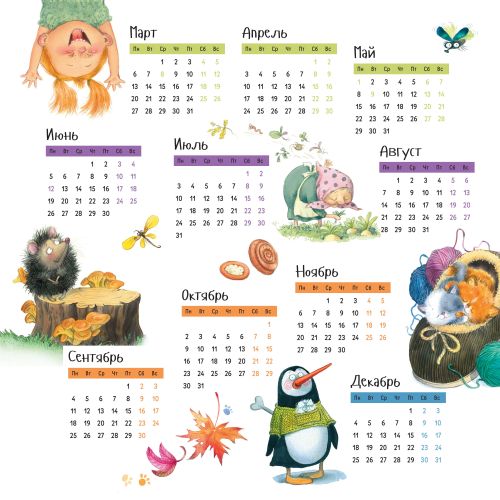 Март
Пн Вт Ср Чт Пт Сб Вс
1 2 3 4 5
6 7 8 9 10 11 12
13 14 15 16 17 18 19
20 21 22 23 24 25 26
27 28 29 30 31
Апрель
Пн Вт Ср Чт Пт Сб Вс
1 2
3 4 5 6 7 8 9
10 11 12 13 14 15 16
17 18 19 20 21 22 23
24 25 26 27 28 29 30
Май
Пн Вт Ср Чт Пт Сб Вс
1 2 3 4 5 6 7
8 9 10 11 12 13 14
15 16 17 18 19 20 21
22 23 24 25 26 27 28
29 30 31
Июнь
Пн Вт Ср Чт Пт Сб Вс
1 2 3 4
5 6 7 8 9 10 11
12 13 14 15 16 17 18
19 20 21 22 23 24 25
26 27 28 29 30
Июль
Пн Вт Ср Чт Пт Сб Вс
1 2
3 4 5 6 7 8 9
10 11 12 13 14 15 16
17 18 19 20 21 22 23
24 25 26 27 28 29 30
31
Август
Пн Вт Ср Чт Пт Сб Вс
1 2 3 4 5 6
7 8 9 10 11 12 13
14 15 16 17 18 19 20
21 22 23 24 25 26 27
28 29 30 31
Сентябрь
Пн Вт Ср Чт Пт Сб Вс
1 2 3
4 5 6 7 8 9 10
11 12 13 14 15 16 17
18 19 20 21 22 23 24
25 26 27 28 29 30
Октябрь
Пн Вт Ср Чт Пт Сб Вс
1
2 3 4 5 6 7 8
9 10 11 12 13 14 15
16 17 18 19 20 21 22
23 24 25 26 27 28 29
30 31
Ноябрь
Пн Вт Ср Чт Пт Сб Вс
1 2 3 4 5
6 7 8 9 10 11 12
13 14 15 16 17 18 19
20 21 22 23 24 25 26
27 28 29 30
Декабрь
Пн Вт Ср Чт Пт Сб Вс
1 2 3
4 5 6 7 8 9 10
11 12 13 14 15 16 17
18 19 20 21 22 23 24
25 26 27 28 29 30 31